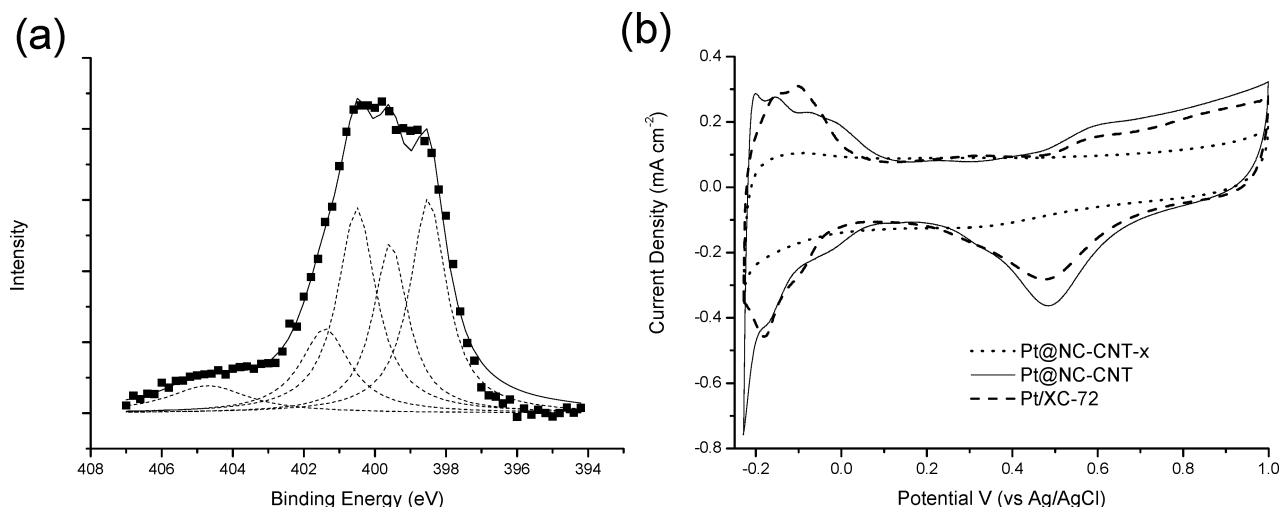 (a)
Intensity
408 406 404 402 400 398 396 394
Binding Energy (eV)
(b)
Current Density (mA cm⁻²)
0.4
0.2
0.0
-0.2
-0.4
-0.6
-0.8
Pt@NC-CNT-x
Pt@NC-CNT
Pt/XC-72
-0.2 0.0 0.2 0.4 0.6 0.8 1.0
Potential V (vs Ag/AgCl)